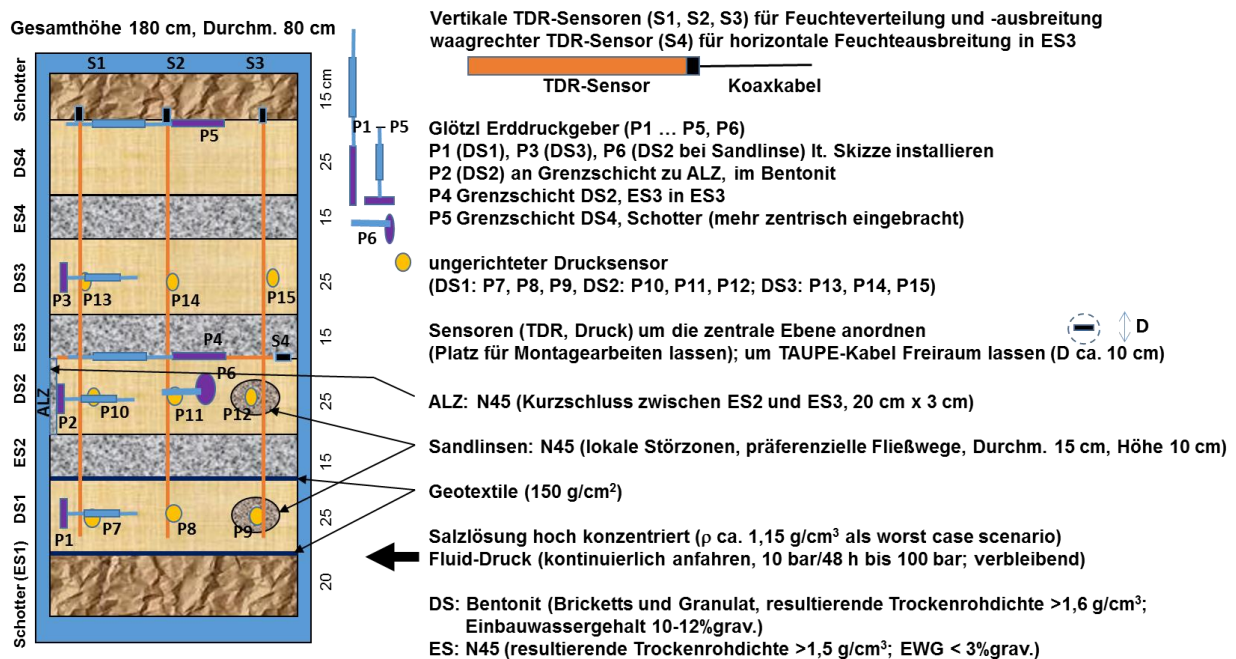 Gesamthöhe 180 cm, Durchm. 80 cm
S1
S2
S3
Schotter
DS4
ES4
DS3
ES3
DS2
ES2
DS1
Schotter (ES1)
ALZ
P5
P3
P13
P14
P15
P4
S4
P6
P2
P10
P11
P12
P1
P7
P8
P9
15 cm
25
15
25
15
25
15
25
20
P1 – P5
P6
Vertikale TDR-Sensoren (S1, S2, S3) für Feuchteverteilung und -ausbreitung
waagrechter TDR-Sensor (S4) für horizontale Feuchteausbreitung in ES3
TDR-Sensor
Koaxkabel
Glötzl Erddruckgeber (P1 … P5, P6)
P1 (DS1), P3 (DS3), P6 (DS2 bei Sandlinse) lt. Skizze installieren
P2 (DS2) an Grenzschicht zu ALZ, im Bentonit
P4 Grenzschicht DS2, ES3 in ES3
P5 Grenzschicht DS4, Schotter (mehr zentrisch eingebracht)
ungerichteter Drucksensor
(DS1: P7, P8, P9, DS2: P10, P11, P12; DS3: P13, P14, P15)
Sensoren (TDR, Druck) um die zentrale Ebene anordnen
(Platz für Montagearbeiten lassen); um TAUPE-Kabel Freiraum lassen (D ca. 10 cm)
D
ALZ: N45 (Kurzschluss zwischen ES2 und ES3, 20 cm x 3 cm)
Sandlinsen: N45 (lokale Störzonen, präferenzielle Fließwege, Durchm. 15 cm, Höhe 10 cm)
Geotextile (150 g/cm²)
Salzlösung hoch konzentriert (ρ ca. 1,15 g/cm³ als worst case scenario)
Fluid-Druck (kontinuierlich anfahren, 10 bar/48 h bis 100 bar; verbleibend)
DS: Bentonit (Bricketts und Granulat, resultierende Trockenrohdichte >1,6 g/cm³;
Einbauwassergehalt 10-12%grav.)
ES: N45 (resultierende Trockenrohdichte >1,5 g/cm³; EWG < 3%grav.)